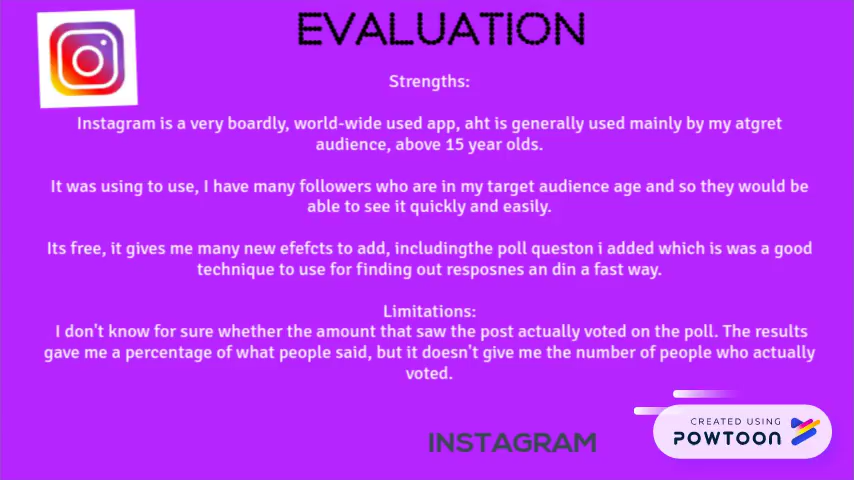 EVALUATION
Strengths:
Instagram is a very boardly, world-wide used app, aht is generally used mainly by my atgret
audience, above 15 year olds.
It was using to use, I have many followers who are in my target audience age and so they would be
able to see it quickly and easily.
Its free, it gives me many new efefcts to add, includingthe poll queston i added which is was a good
technique to use for finding out resposnes an din a fast way.
Limitations:
I don't know for sure whether the amount that saw the post actually voted on the poll. The results
gave me a percentage of what people said, but it doesn't give me the number of people who actually
voted.
INSTAGRAM
CREATED USING
POWTOON